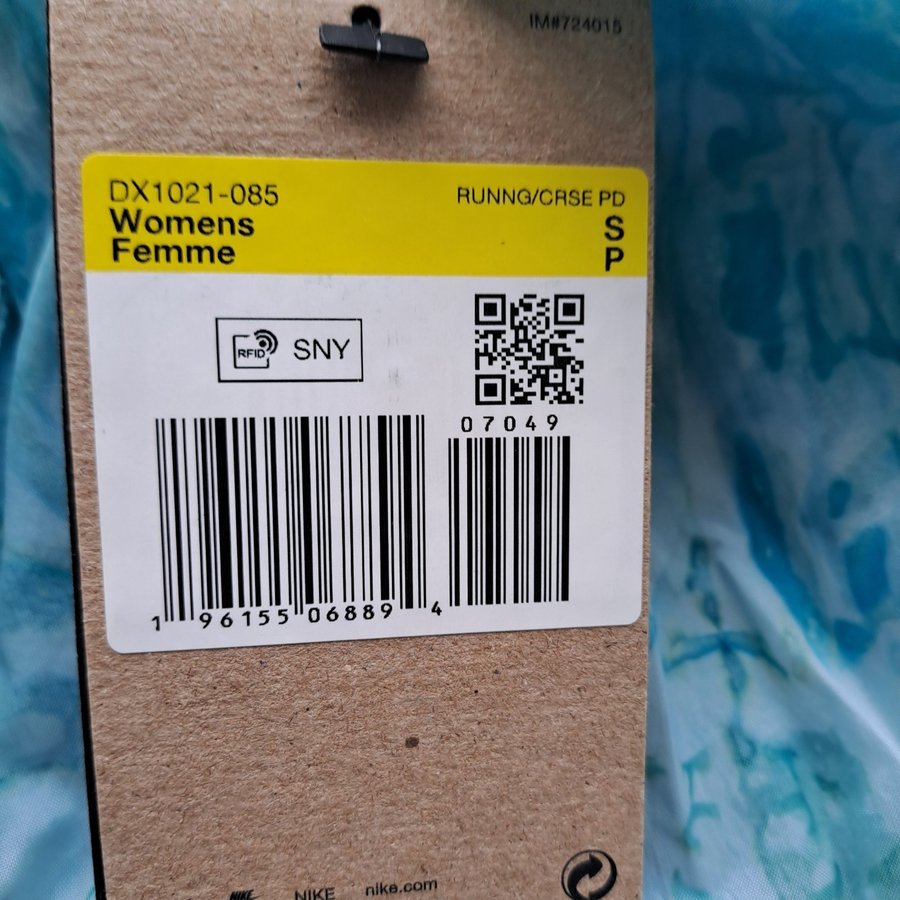 IM#724015
DX1021-085
RUNNG/CRSE PD
Womens
S
Femme
P
RFID SNY
07049
1 96155 06889 4
NIKE NIKE nike.com